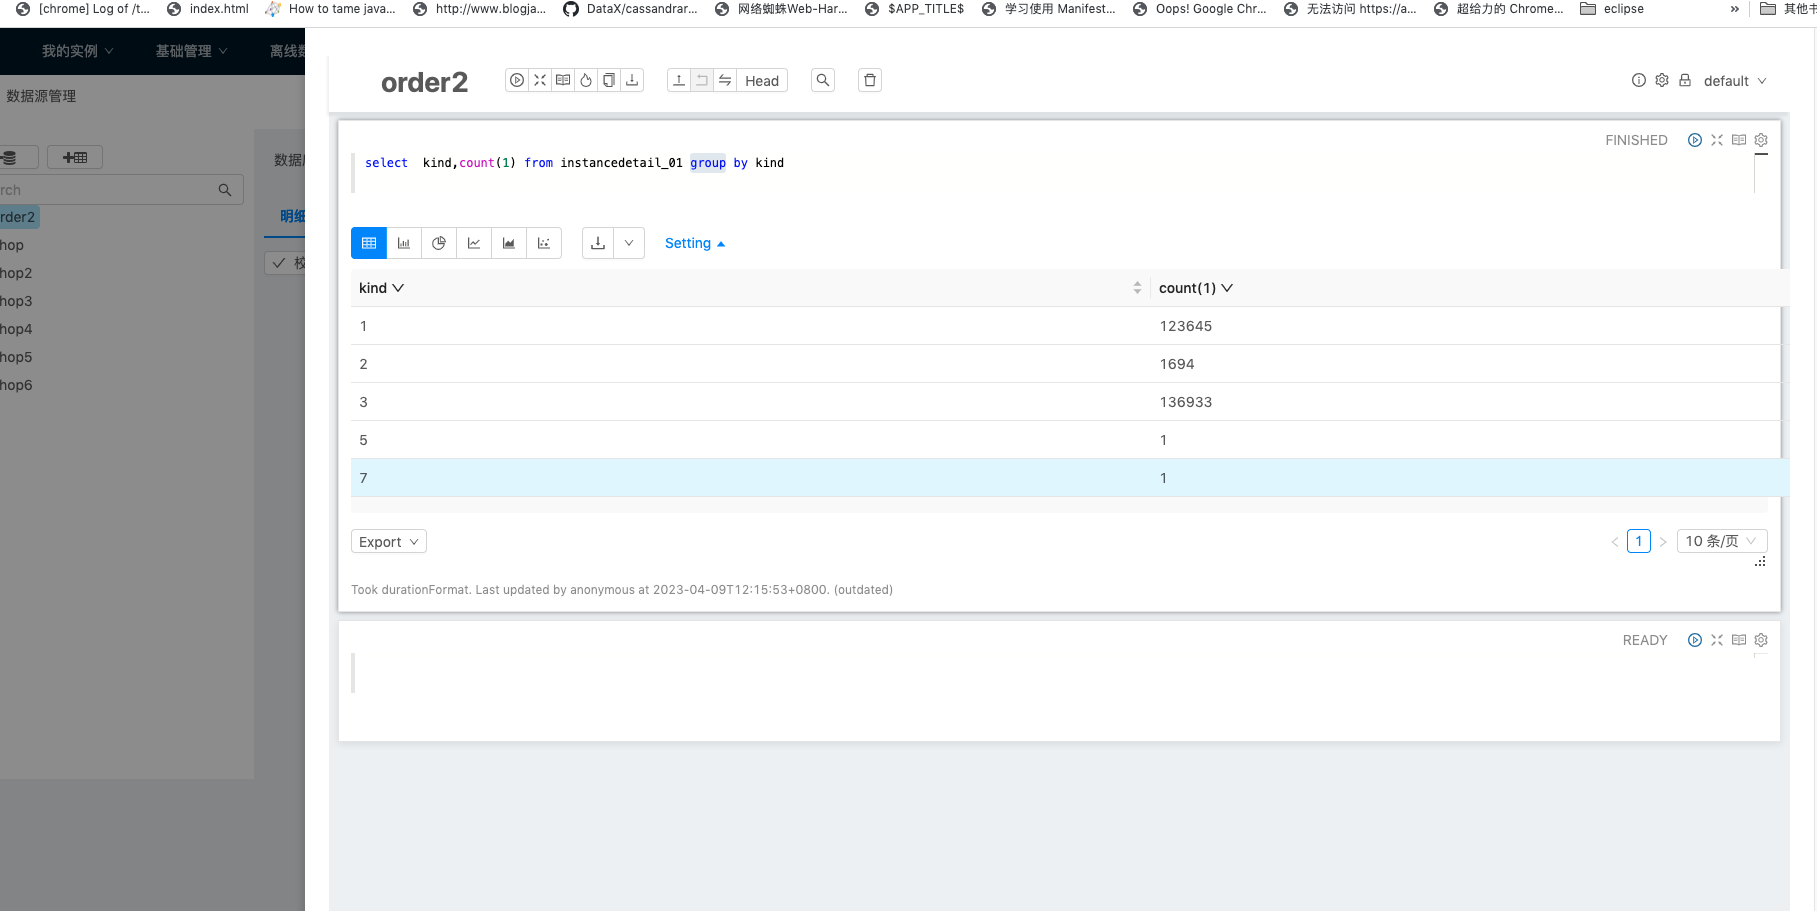 [chrome] Log of /t... index.html How to tame java... http://www.blogja... DataX/cassandrar... 网络蜘蛛Web-Har... $APP_TITLE$ 学习使用 Manifest... Oops! Google Chr... 无法访问 https://a... 超给力的 Chrome... eclipse » 其他书
我的实例 基础管理 离线数
数据源管理
order2 Head default
FINISHED
select kind,count(1) from instancedetail_01 group by kind
数据库
rch
rder2
明细
hop
Setting
校
hop2
kind count(1)
hop3
1 123645
hop4
2 1694
hop5
hop6
3 136933
5 1
7 1
Export < 1 > 10 条/页
Took durationFormat. Last updated by anonymous at 2023-04-09T12:15:53+0800. (outdated)
READY